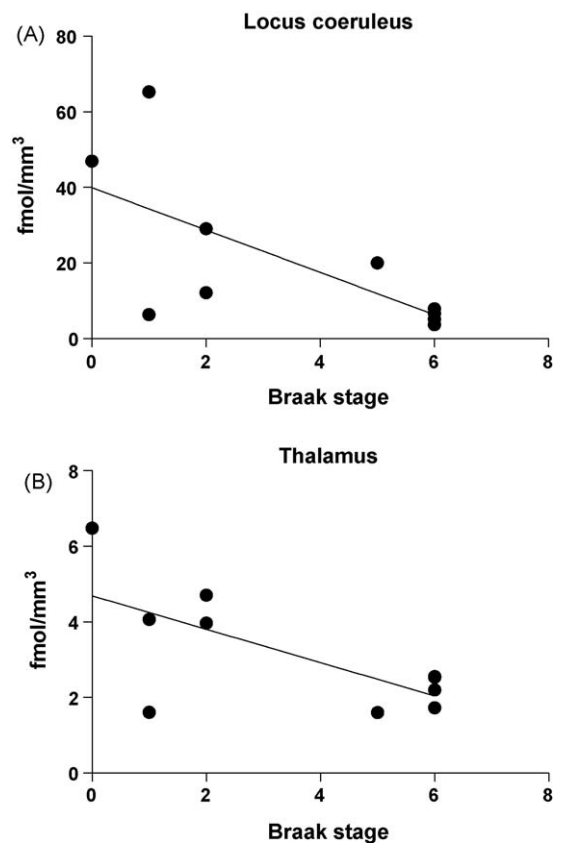 (A)
Locus coeruleus
80
60
40
20
0
fmol/mm³
0 2 4 6 8
Braak stage
(B)
Thalamus
8
6
4
2
0
fmol/mm³
0 2 4 6 8
Braak stage